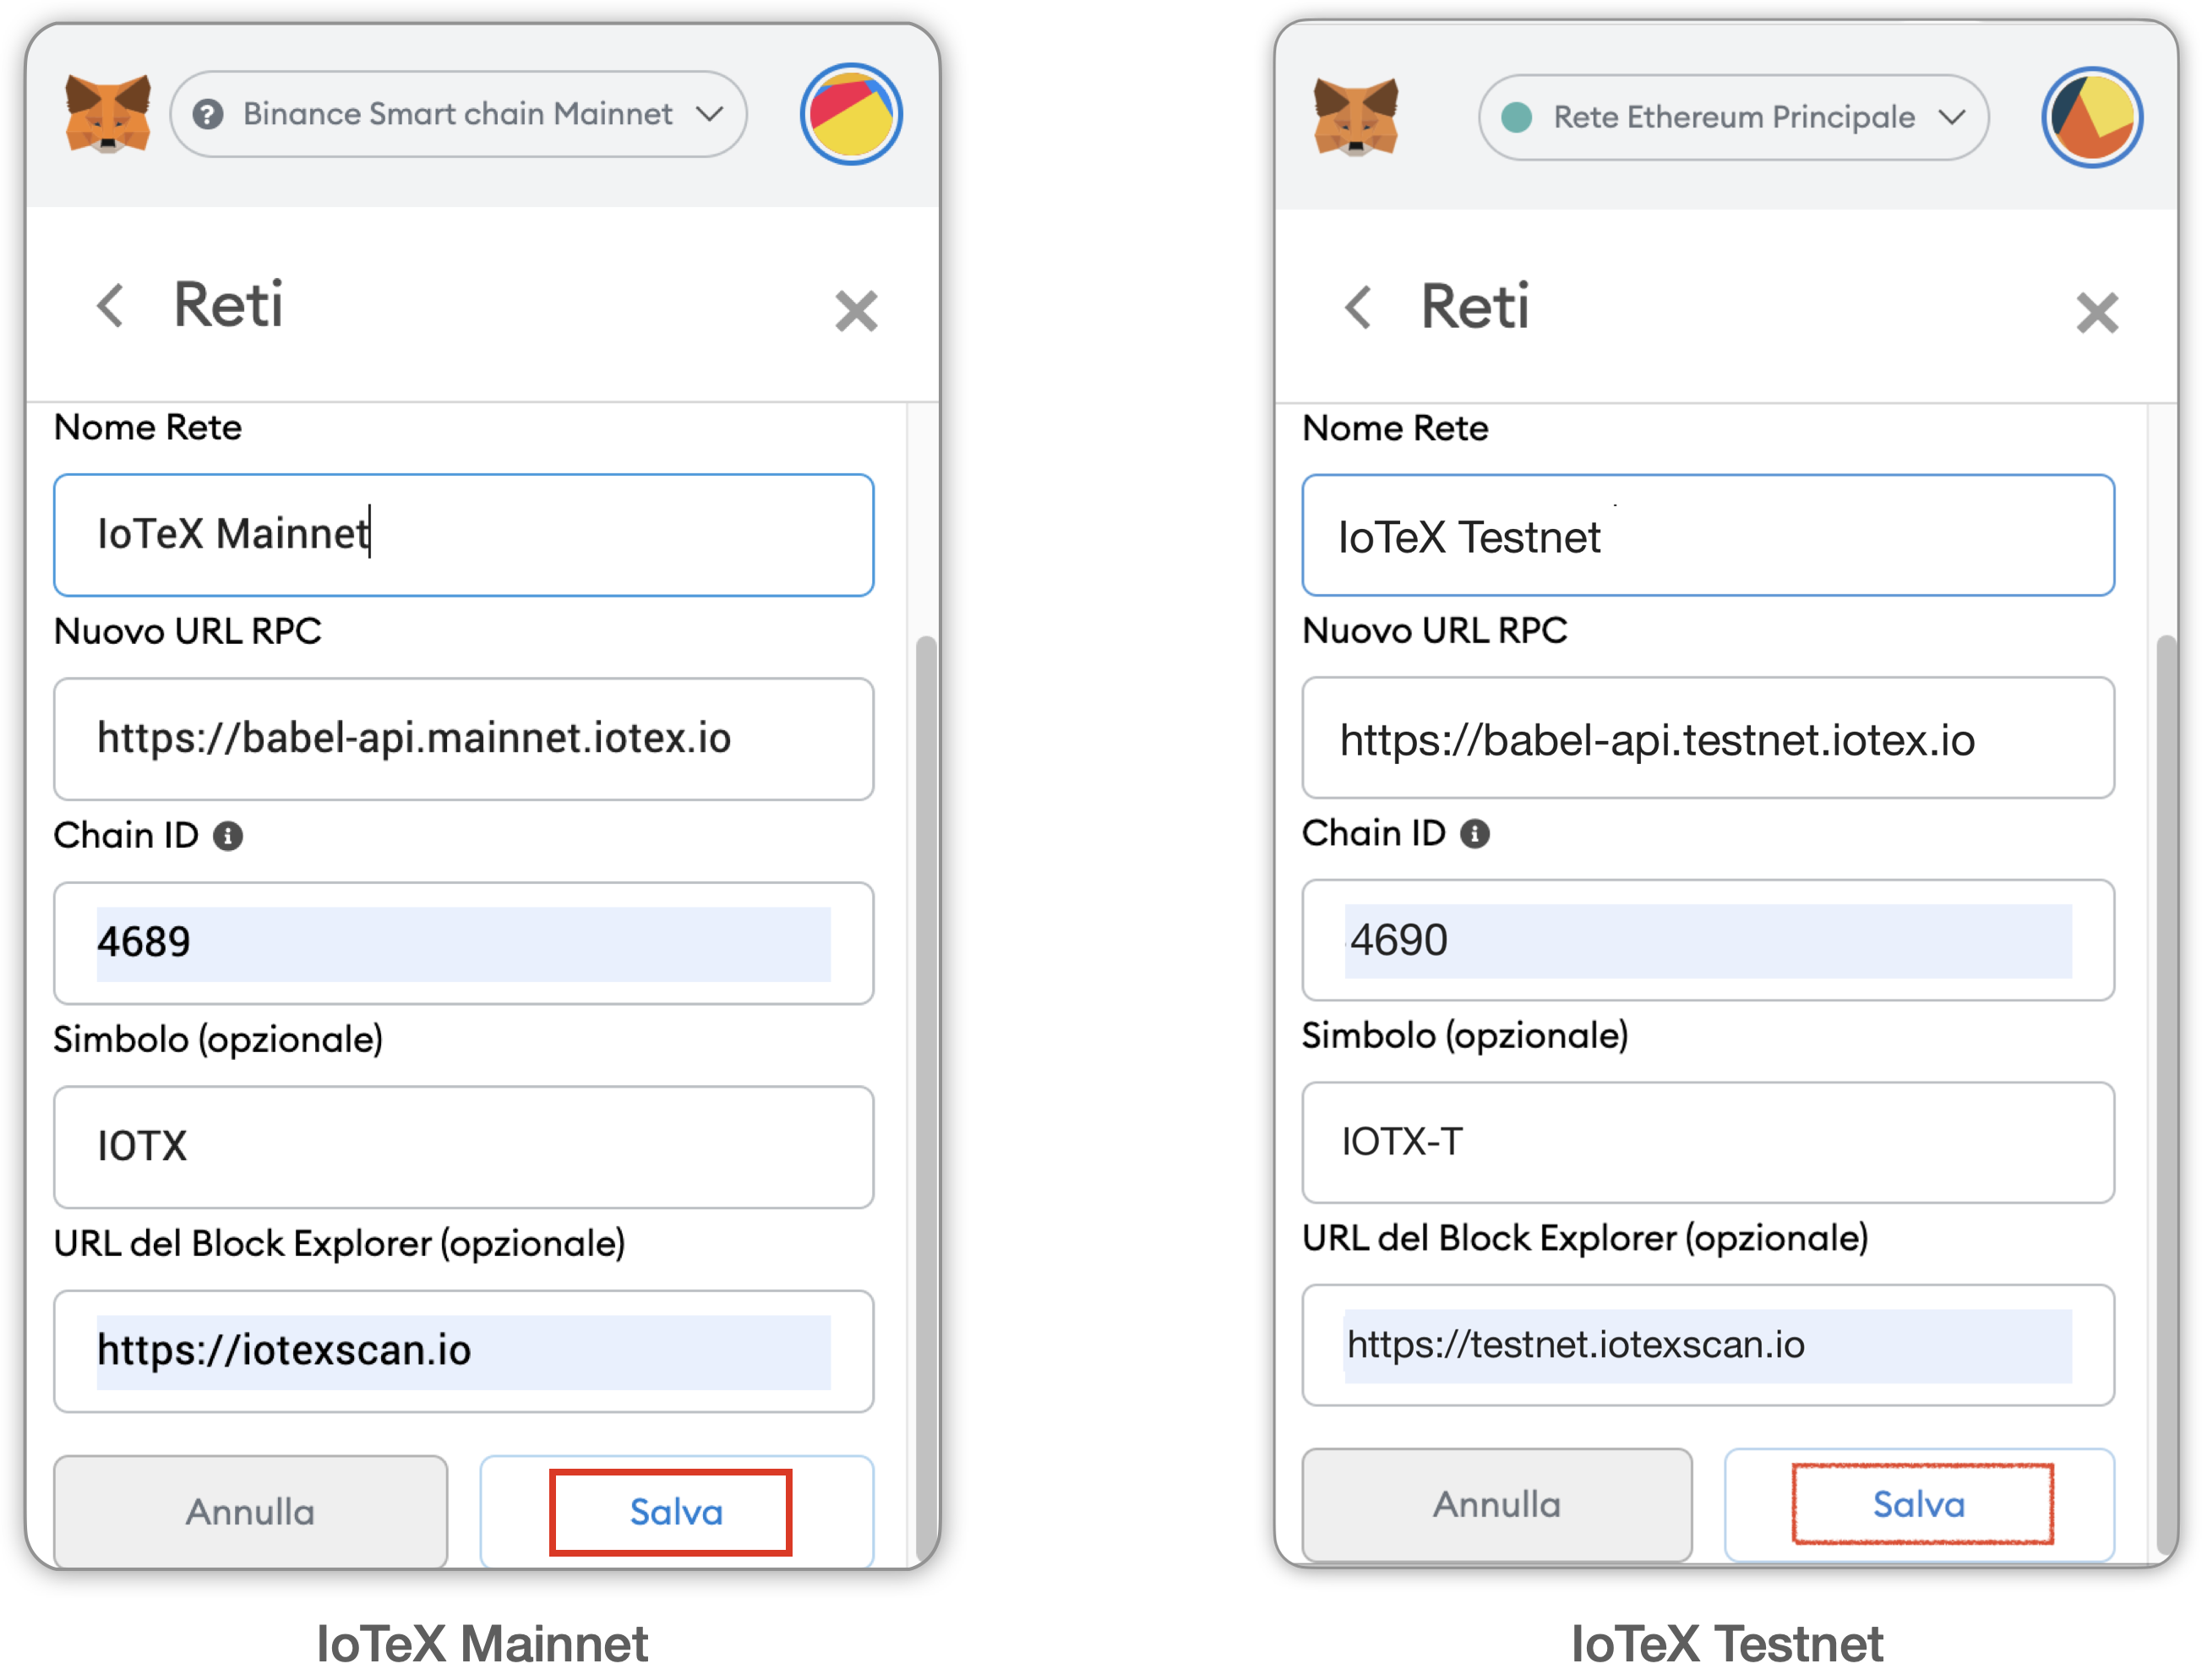 Binance Smart chain Mainnet
Reti
Nome Rete
IoTeX Mainnet
Nuovo URL RPC
https://babel-api.mainnet.iotex.io
Chain ID
4689
Simbolo (opzionale)
IOTX
URL del Block Explorer (opzionale)
https://iotexscan.io
Annulla
Salva
IoTeX Mainnet
Rete Ethereum Principale
Reti
Nome Rete
IoTeX Testnet
Nuovo URL RPC
https://babel-api.testnet.iotex.io
Chain ID
4690
Simbolo (opzionale)
IOTX-T
URL del Block Explorer (opzionale)
https://testnet.iotexscan.io
Annulla
Salva
IoTeX Testnet